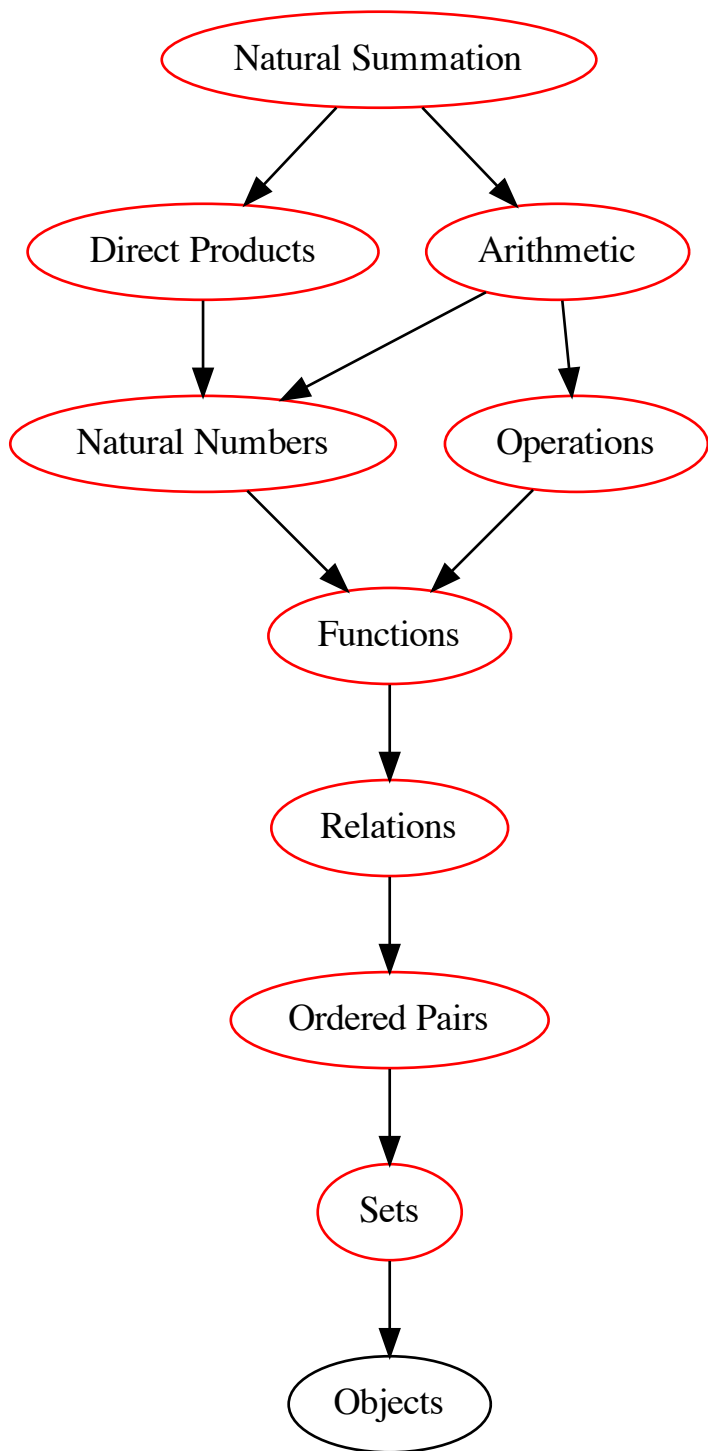 Natural Summation
Direct Products
Arithmetic
Natural Numbers
Operations
Functions
Relations
Ordered Pairs
Sets
Objects